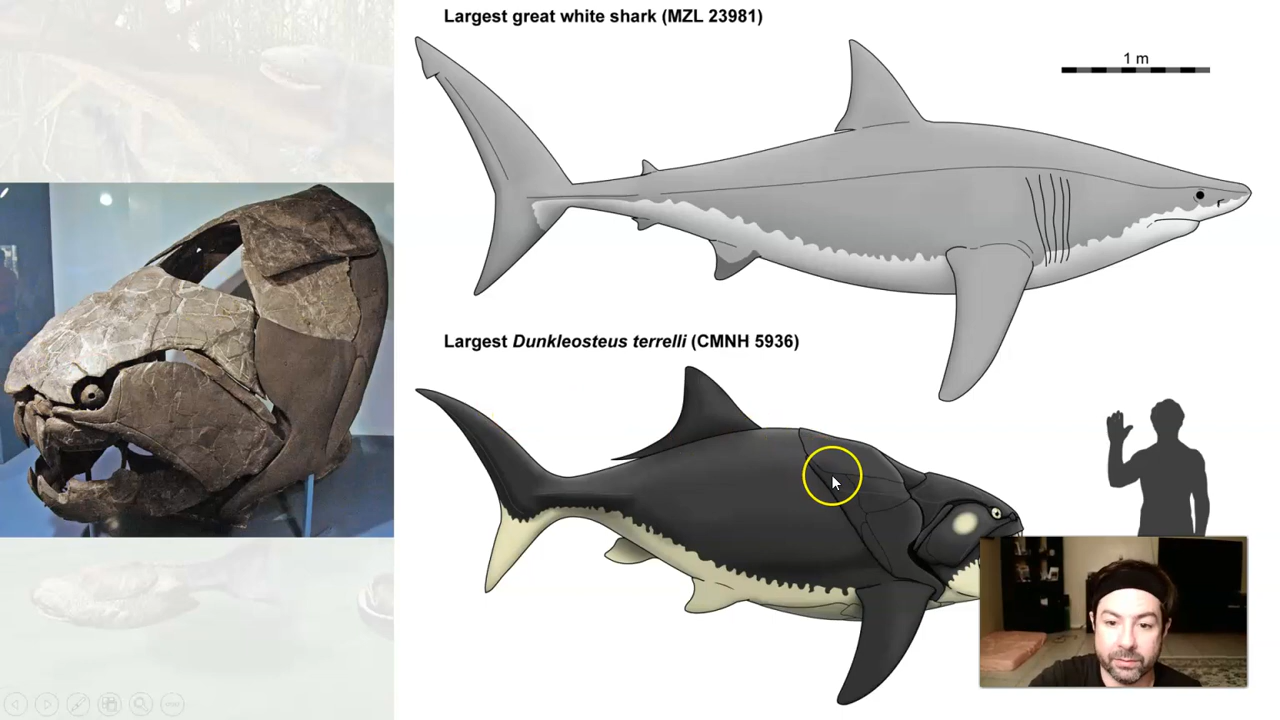 Largest great white shark (MZL 23981)
1 m
Largest Dunkleosteus terrelli (CMNH 5936)